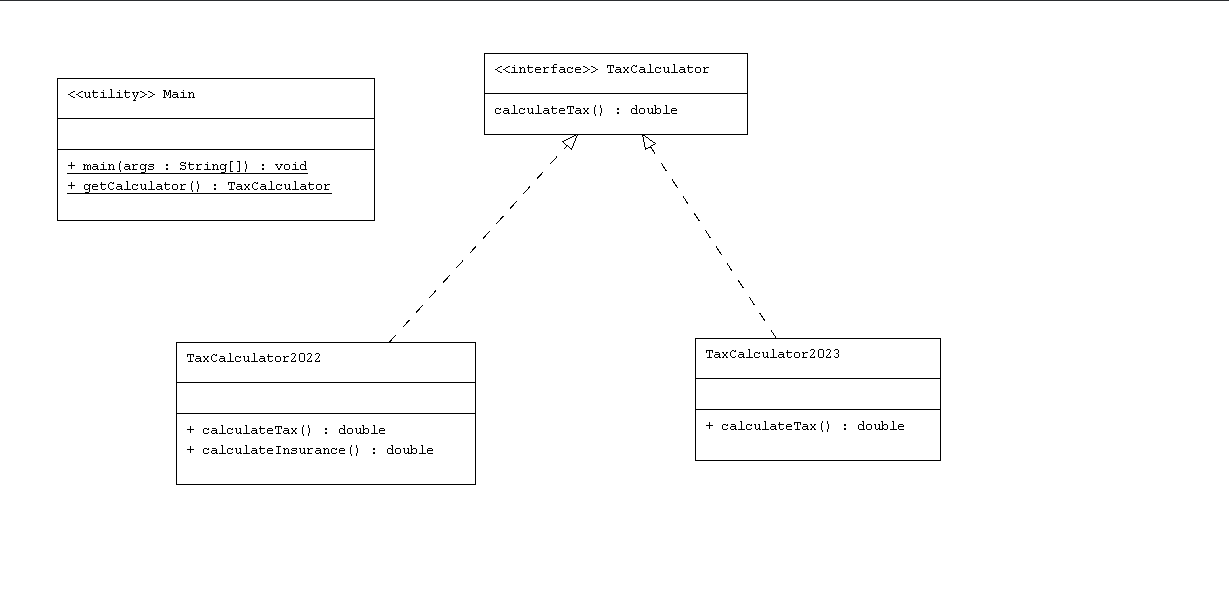 <<utility>> Main
+ main(args : String[]) : void
+ getCalculator() : TaxCalculator
<<interface>> TaxCalculator
calculateTax() : double
TaxCalculator2022
+ calculateTax() : double
+ calculateInsurance() : double
TaxCalculator2023
+ calculateTax() : double